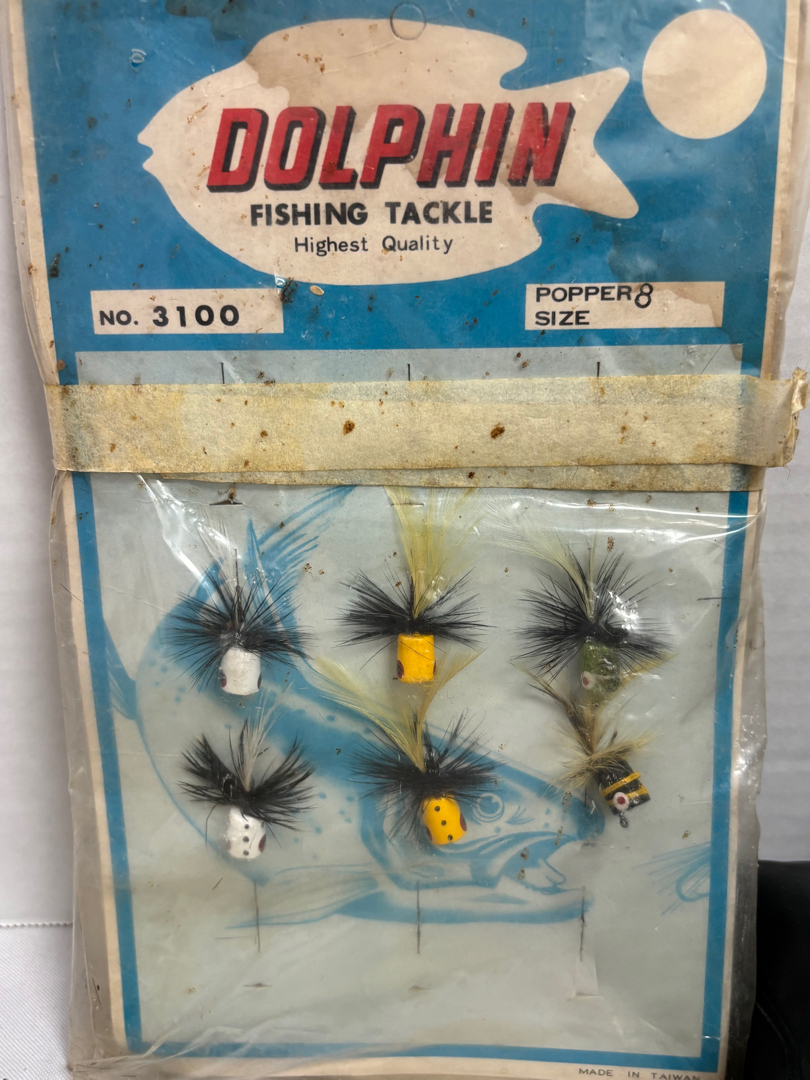 DOLPHIN
FISHING TACKLE
Highest Quality
NO. 3100
POPPER 8
SIZE
MADE IN TAIWAN